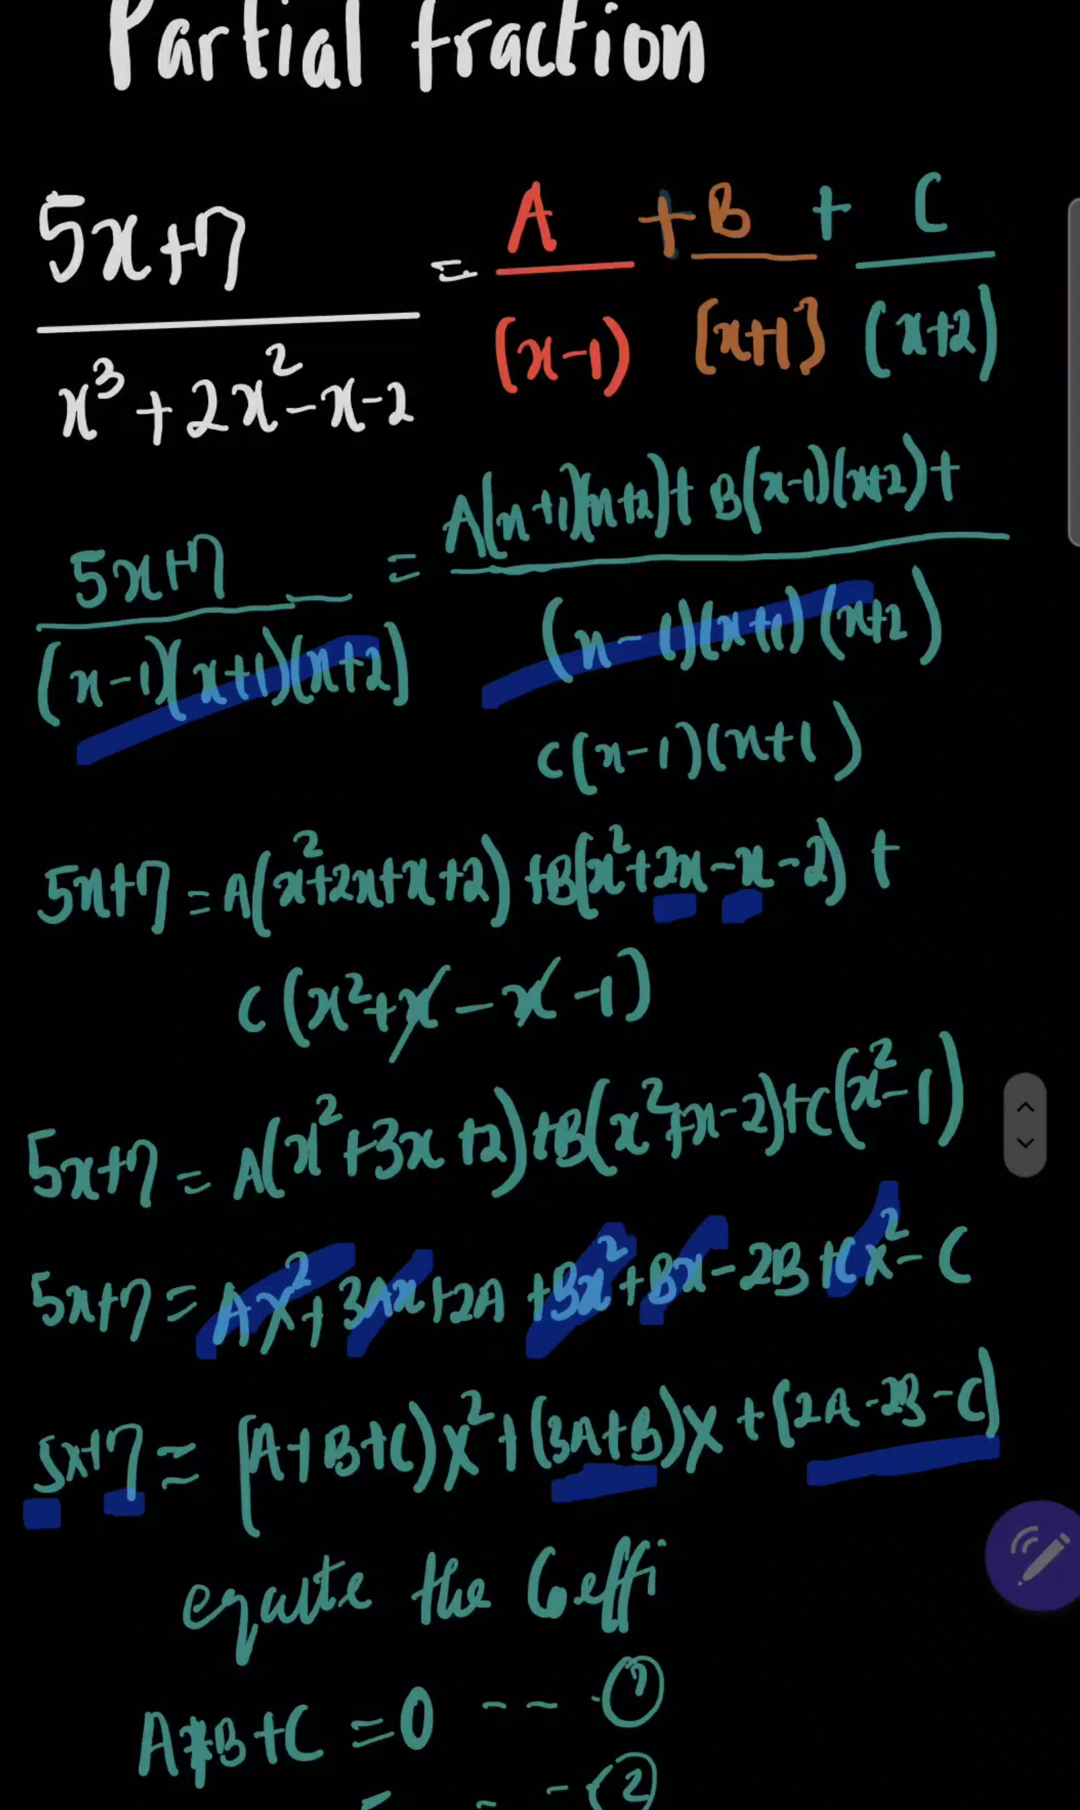 Partial fraction
5x+7 / x³+2x²-x-2 = A/(x-1) + B/(x+1) + C/(x+2)
5x+7 / (x-1)(x+1)(x+2) = A(x+1)(x+2)+ B(x-1)(x+2)+ / (x-1)(x+1)(x+2)
C(x-1)(x+1)
5x+7 = A(x²+2x+x+2) +B(x²+2x-x-2) +
C(x²+x-x-1)
5x+7 = A(x²+3x+2)+B(x²+x-2)+C(x²-1)
5x+7 = Ax²+3Ax+2A +Bx²+Bx-2B+Cx²-C
5x+7 = (A+B+C)x²+(3A+B)x+(2A-2B-C)
equate the Coeffi
A+B+C =0 --- ①
-- ②